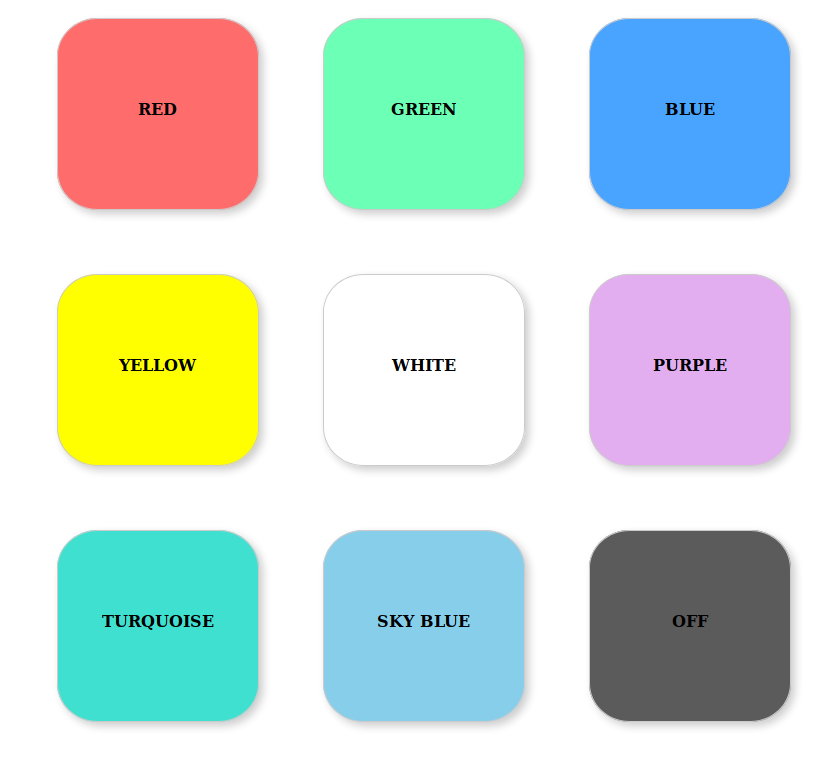 RED
GREEN
BLUE
YELLOW
WHITE
PURPLE
TURQUOISE
SKY BLUE
OFF